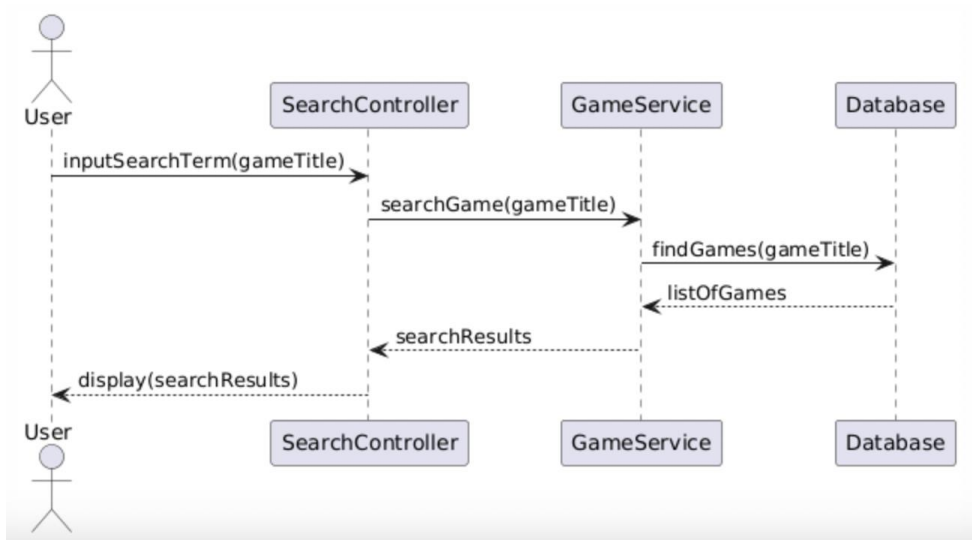 User
SearchController
GameService
Database
inputSearchTerm(gameTitle)
searchGame(gameTitle)
findGames(gameTitle)
listOfGames
searchResults
display(searchResults)
User
SearchController
GameService
Database